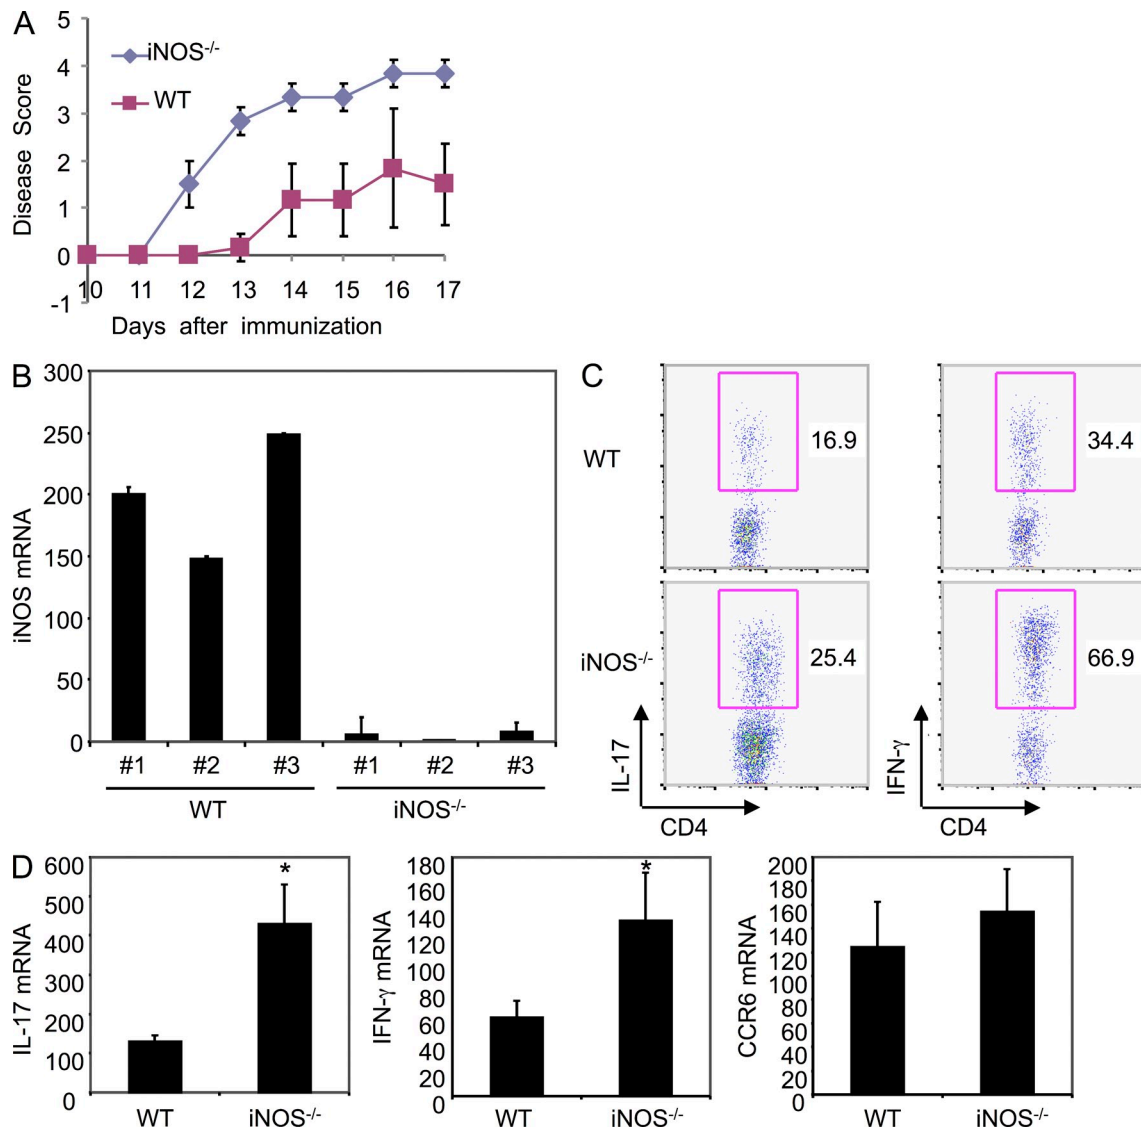 A
5
4
3
2
1
0
-1
Disease Score
iNOS-/-
WT
10 11 12 13 14 15 16 17
Days after immunization
B
300
250
200
150
100
50
0
iNOS mRNA
#1 #2 #3 #1 #2 #3
WT iNOS-/-
C
WT
16.9
34.4
iNOS-/-
25.4
66.9
IL-17
CD4
IFN-γ
CD4
D
600
500
400
300
200
100
0
IL-17 mRNA
*
WT iNOS-/-
180
160
140
120
100
80
60
40
20
0
IFN-γ mRNA
*
WT iNOS-/-
200
180
160
140
120
100
80
60
40
20
0
CCR6 mRNA
WT iNOS-/-